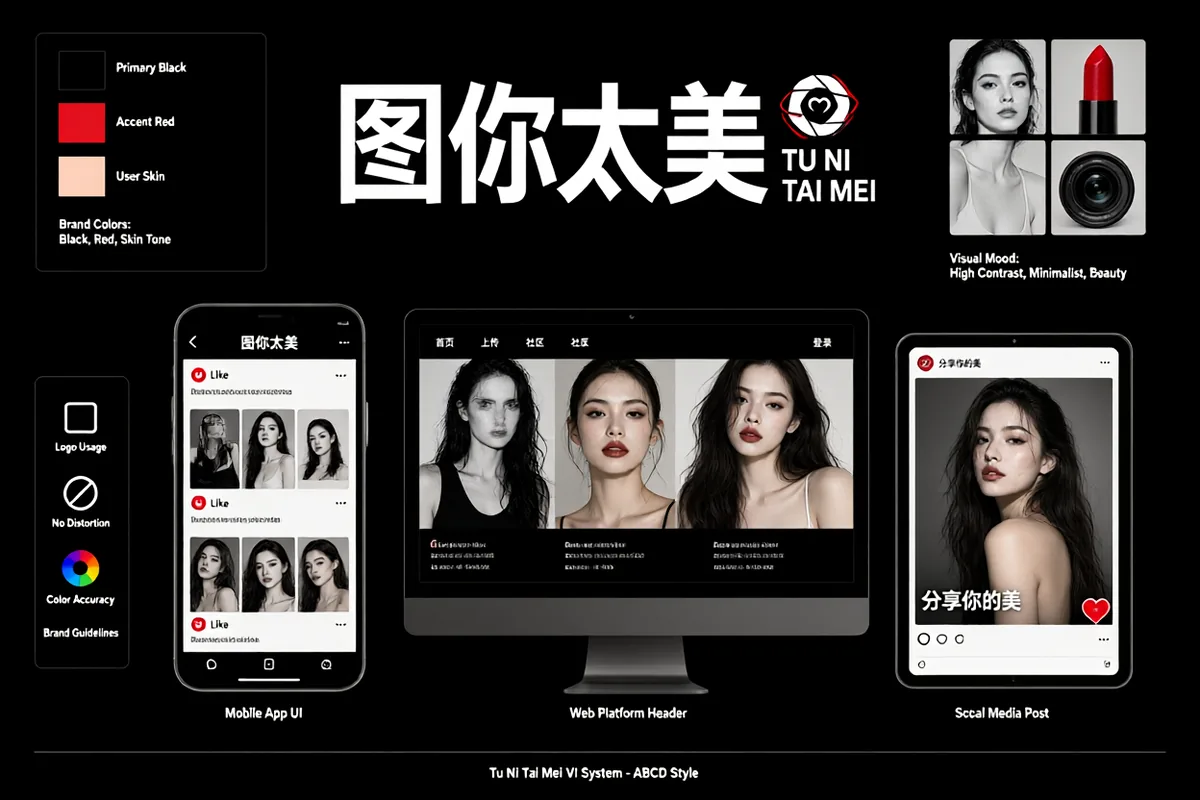 Primary Black
Accent Red
User Skin
Brand Colors:
Black, Red, Skin Tone
图你太美
TU NI
TAI MEI
Visual Mood:
High Contrast, Minimalist, Beauty
Logo Usage
No Distortion
Color Accuracy
Brand Guidelines
图你太美
Like
Like
Like
Mobile App UI
首页 上传 社区 社区 登录
Web Platform Header
分享你的美
分享你的美
Sccal Media Post
Tu Ni Tai Mei VI System - ABCD Style